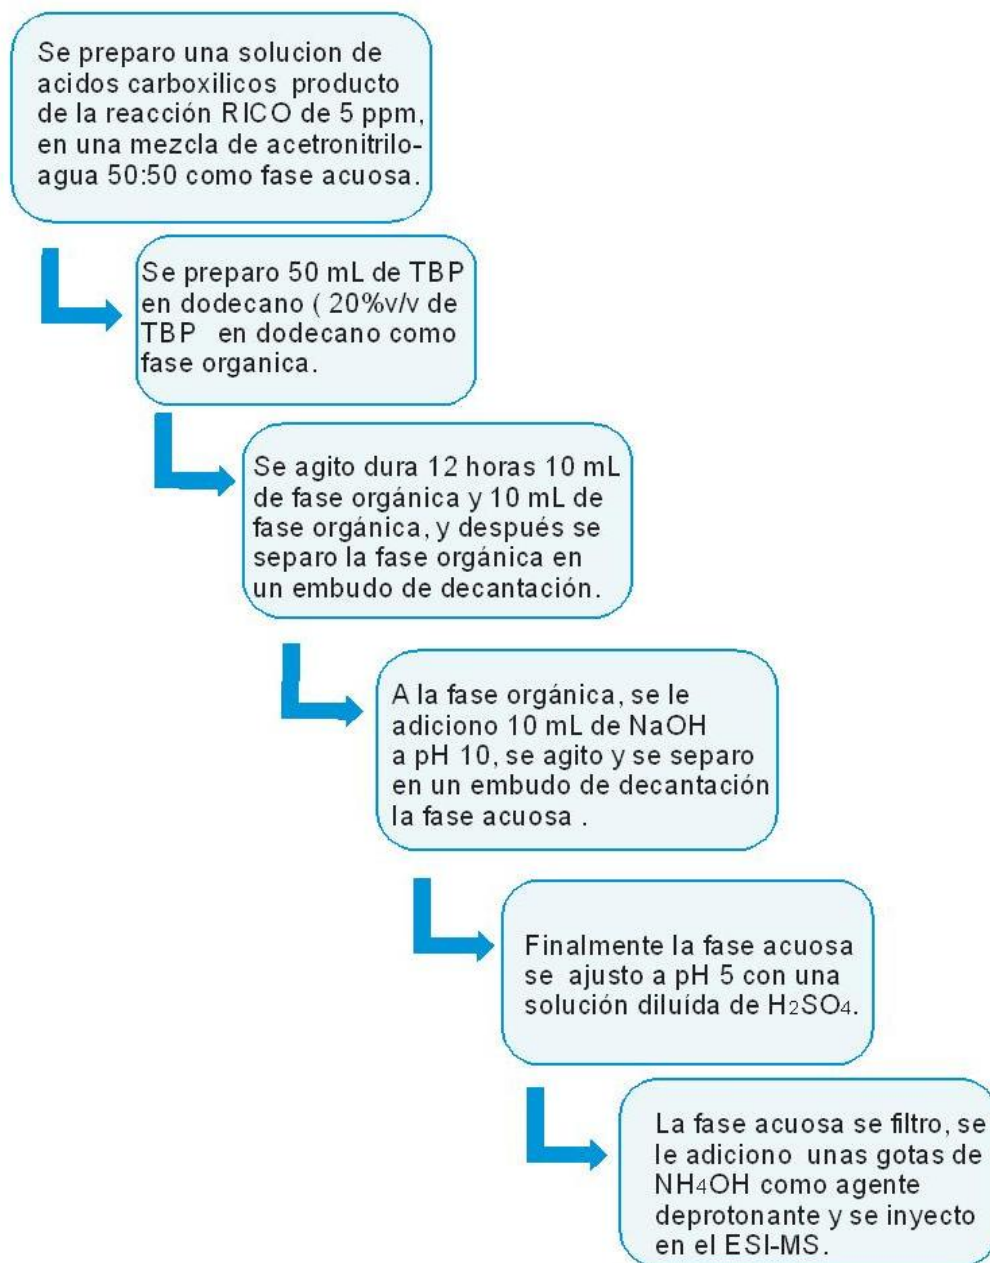 Se preparo una solucion de
acidos carboxilicos producto
de la reacción RICO de 5 ppm,
en una mezcla de acetronitrilo-
agua 50:50 como fase acuosa.
Se preparo 50 mL de TBP
en dodecano ( 20%v/v de
TBP en dodecano como
fase organica.
Se agito dura 12 horas 10 mL
de fase orgánica y 10 mL de
fase orgánica, y después se
separo la fase orgánica en
un embudo de decantación.
A la fase orgánica, se le
adiciono 10 mL de NaOH
a pH 10, se agito y se separo
en un embudo de decantación
la fase acuosa .
Finalmente la fase acuosa
se ajusto a pH 5 con una
solución diluída de H2SO4.
La fase acuosa se filtro, se
le adiciono unas gotas de
NH4OH como agente
deprotonante y se inyecto
en el ESI-MS.